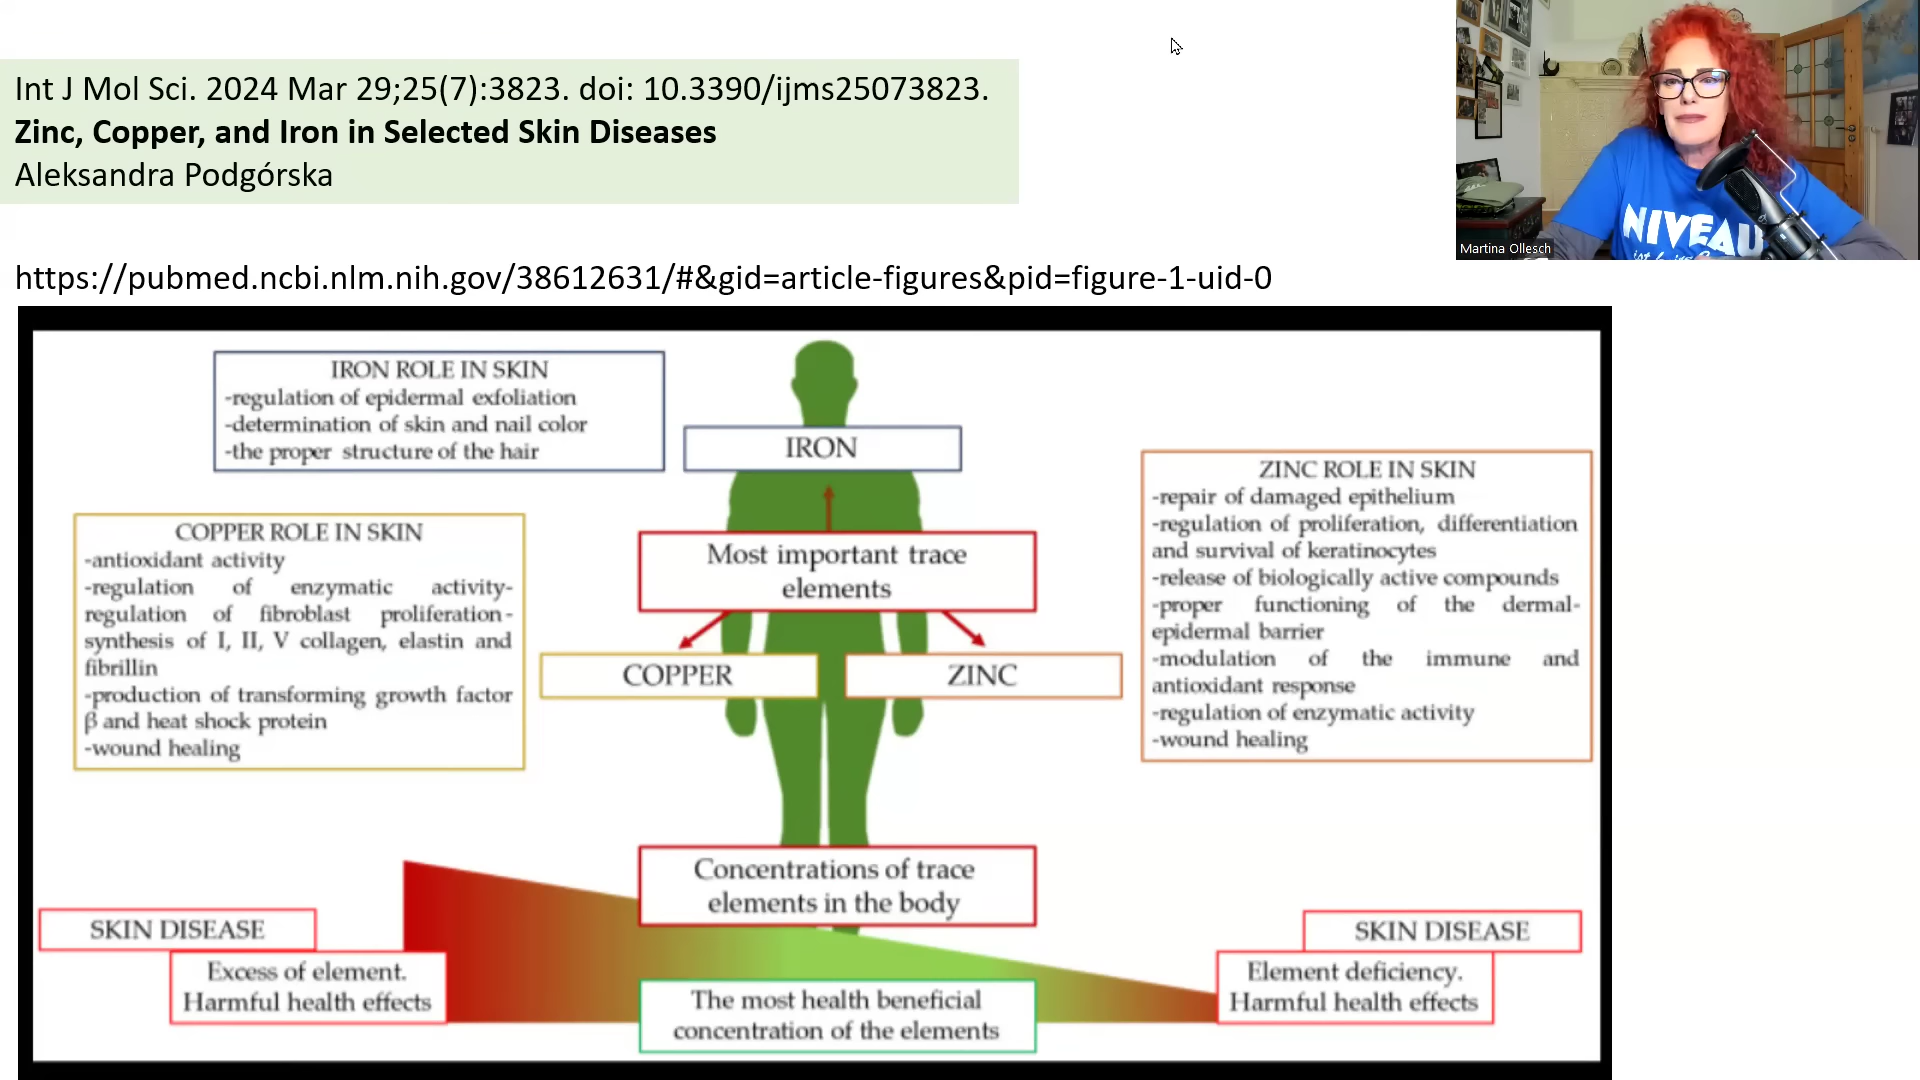 Int J Mol Sci. 2024 Mar 29;25(7):3823. doi: 10.3390/ijms25073823.
Zinc, Copper, and Iron in Selected Skin Diseases
Aleksandra Podgórska
https://pubmed.ncbi.nlm.nih.gov/38612631/#&gid=article-figures&pid=figure-1-uid-0
NIVEAU
Martina Ollesch
IRON ROLE IN SKIN
-regulation of epidermal exfoliation
-determination of skin and nail color
-the proper structure of the hair
IRON
COPPER ROLE IN SKIN
-antioxidant activity
-regulation of enzymatic activity-
regulation of fibroblast proliferation-
synthesis of I, II, V collagen, elastin and
fibrillin
-production of transforming growth factor
β and heat shock protein
-wound healing
Most important trace
elements
COPPER
ZINC
ZINC ROLE IN SKIN
-repair of damaged epithelium
-regulation of proliferation, differentiation
and survival of keratinocytes
-release of biologically active compounds
-proper functioning of the dermal-
epidermal barrier
-modulation of the immune and
antioxidant response
-regulation of enzymatic activity
-wound healing
Concentrations of trace
elements in the body
SKIN DISEASE
Excess of element.
Harmful health effects
The most health beneficial
concentration of the elements
SKIN DISEASE
Element deficiency.
Harmful health effects